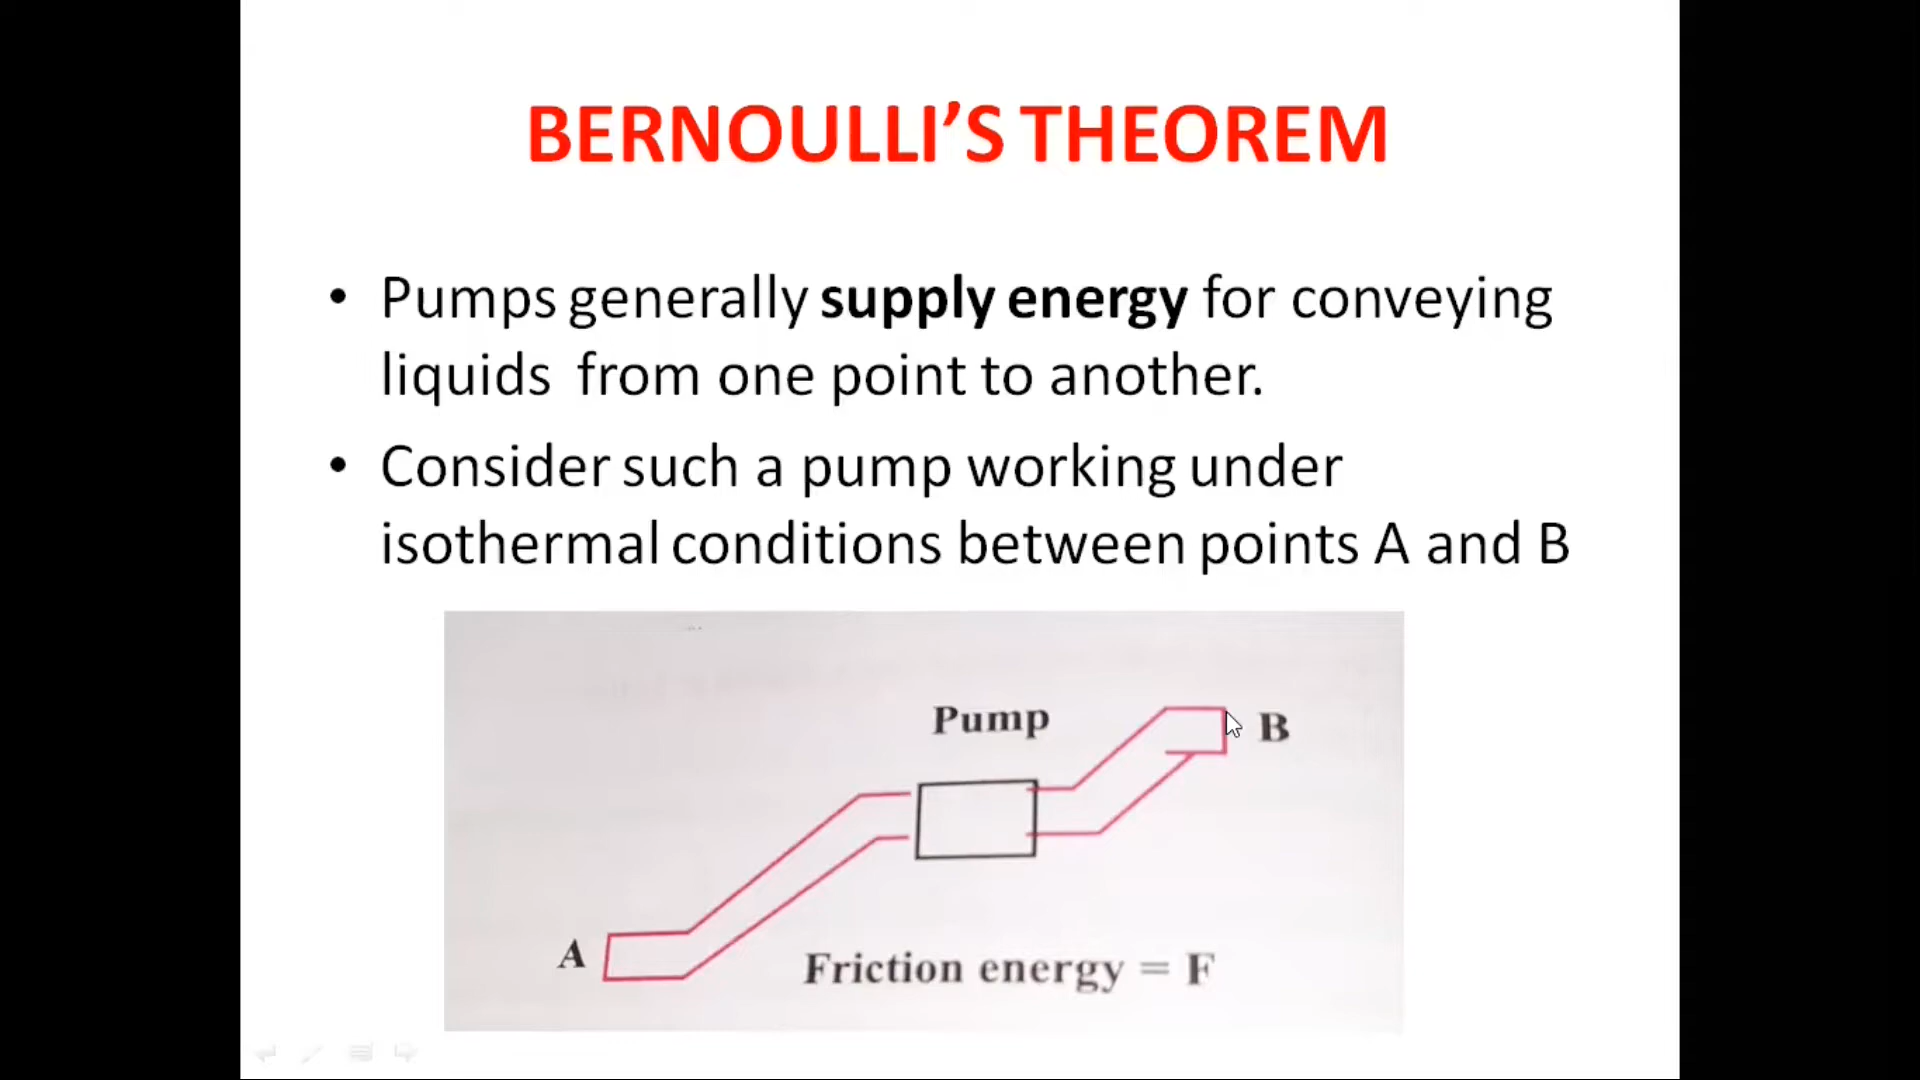 BERNOULLI’S THEOREM
• Pumps generally supply energy for conveying
liquids from one point to another.
• Consider such a pump working under
isothermal conditions between points A and B
Pump
B
A
Friction energy = F